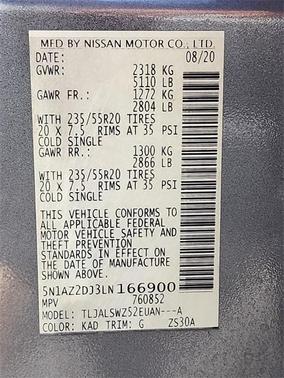 MFD BY NISSAN MOTOR CO., LTD.
DATE: 08/20
GVWR: 2318 KG
5110 LB
GAWR FR.: 1272 KG
2804 LB
WITH 235/55R20 TIRES
20 X 7.5 RIMS AT 35 PSI
COLD SINGLE
GAWR RR.: 1300 KG
2866 LB
WITH 235/55R20 TIRES
20 X 7.5 RIMS AT 35 PSI
COLD SINGLE
THIS VEHICLE CONFORMS TO
ALL APPLICABLE FEDERAL
MOTOR VEHICLE SAFETY AND
THEFT PREVENTION
STANDARDS IN EFFECT ON
THE DATE OF MANUFACTURE
SHOWN ABOVE.
5N1AZ2DJ3LN166900
MPV 760852
MODEL: TLJALSWZ52EUAN---A
COLOR: KAD TRIM: G ZS30A